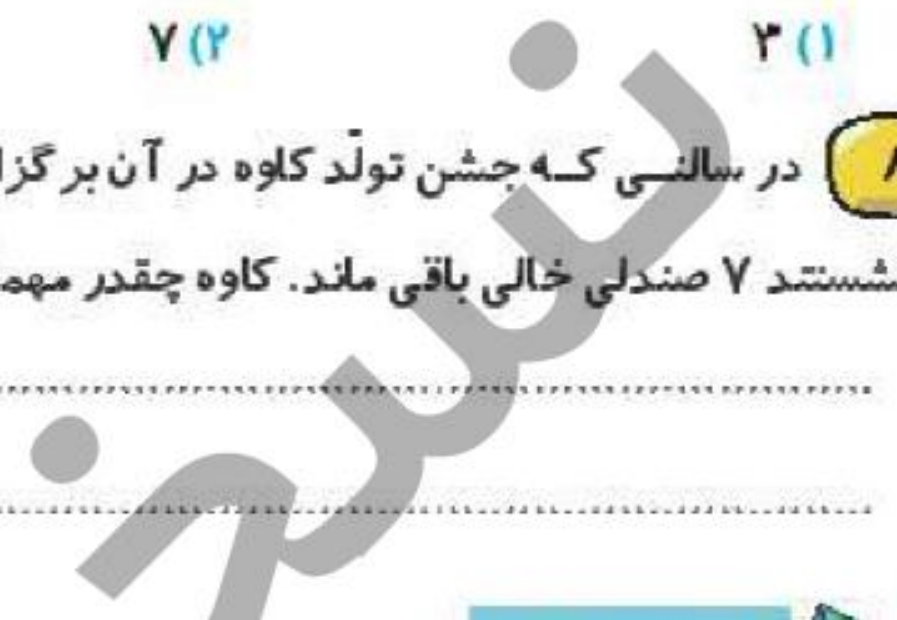 ۱) ۳ ۲) ۷
در سالنی که جشن تولّد کاوه در آن برگزا
شستند ۷ صندلی خالی باقی ماند. کاوه چقدر مهم